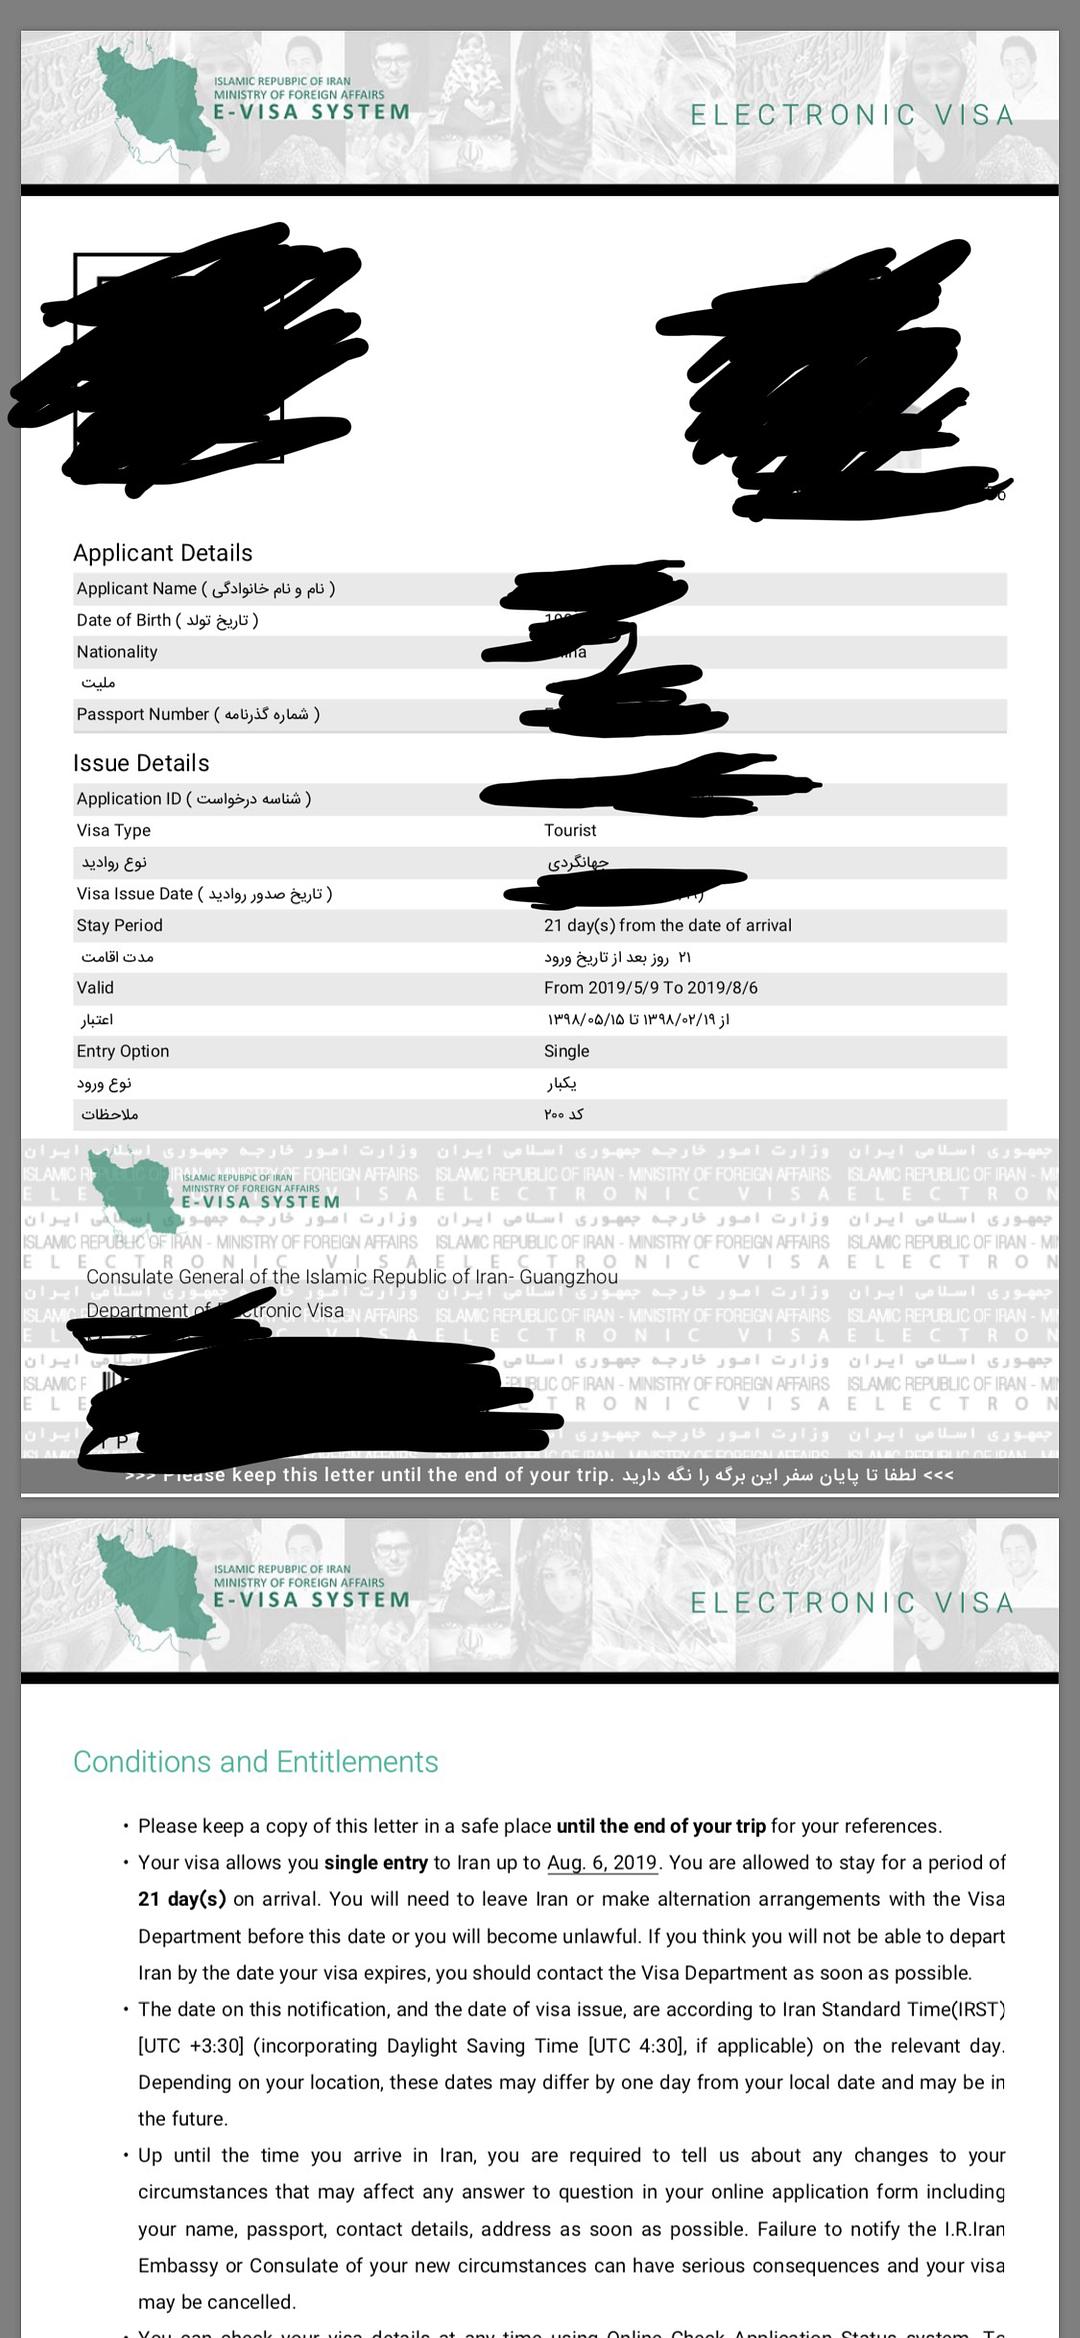 ISLAMIC REPUBPIC OF IRAN
MINISTRY OF FOREIGN AFFAIRS
E-VISA SYSTEM
ELECTRONIC VISA
Applicant Details
Applicant Name ( نام و نام خانوادگی )
Date of Birth ( تاریخ تولد )
Nationality
ملیت
Passport Number ( شماره گذرنامه )
Issue Details
Application ID ( شناسه درخواست )
Visa Type Tourist
نوع روادید جهانگردی
Visa Issue Date ( تاریخ صدور روادید )
Stay Period 21 day(s) from the date of arrival
مدت اقامت ۲۱ روز بعد از تاریخ ورود
Valid From 2019/5/9 To 2019/8/6
اعتبار از ۱۳۹۸/۰۲/۱۹ تا ۱۳۹۸/۰۵/۱۵
Entry Option Single
نوع ورود یکبار
ملاحظات کد ۲۰۰
ISLAMIC REPUBPIC OF IRAN
MINISTRY OF FOREIGN AFFAIRS
E-VISA SYSTEM
وزارت امور خارجه جمهوری اسلامی ایران
ISLAMIC REPUBLIC OF IRAN - MINISTRY OF FOREIGN AFFAIRS
ELECTRONIC VISA
Consulate General of the Islamic Republic of Iran- Guangzhou
Department of Visa
>>> Please keep this letter until the end of your trip. لطفا تا پایان سفر این برگه را نگه دارید <<<
ISLAMIC REPUBPIC OF IRAN
MINISTRY OF FOREIGN AFFAIRS
E-VISA SYSTEM
ELECTRONIC VISA
Conditions and Entitlements
• Please keep a copy of this letter in a safe place until the end of your trip for your references.
• Your visa allows you single entry to Iran up to Aug. 6, 2019. You are allowed to stay for a period of
21 day(s) on arrival. You will need to leave Iran or make alternation arrangements with the Visa
Department before this date or you will become unlawful. If you think you will not be able to depart
Iran by the date your visa expires, you should contact the Visa Department as soon as possible.
• The date on this notification, and the date of visa issue, are according to Iran Standard Time(IRST)
[UTC +3:30] (incorporating Daylight Saving Time [UTC 4:30], if applicable) on the relevant day.
Depending on your location, these dates may differ by one day from your local date and may be in
the future.
• Up until the time you arrive in Iran, you are required to tell us about any changes to your
circumstances that may affect any answer to question in your online application form including
your name, passport, contact details, address as soon as possible. Failure to notify the I.R.Iran
Embassy or Consulate of your new circumstances can have serious consequences and your visa
may be cancelled.
• You can check your visa details at any time using Online Check Application Status system. To